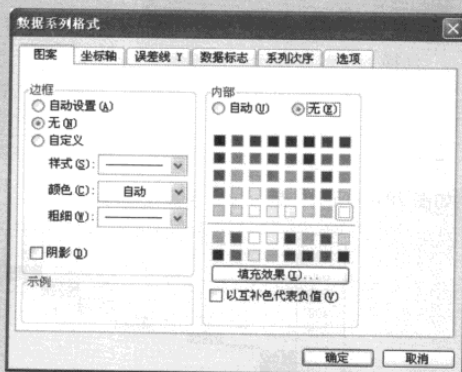 数据系列格式
图案 坐标轴 误差线 Y 数据标志 系列次序 选项
边框
自动设置(A)
无(N)
自定义
样式(S):
颜色(C): 自动
粗细(W):
阴影(D)
示例
内部
自动(U) 无(E)
填充效果(I)...
以互补色代表负值(V)
确定 取消